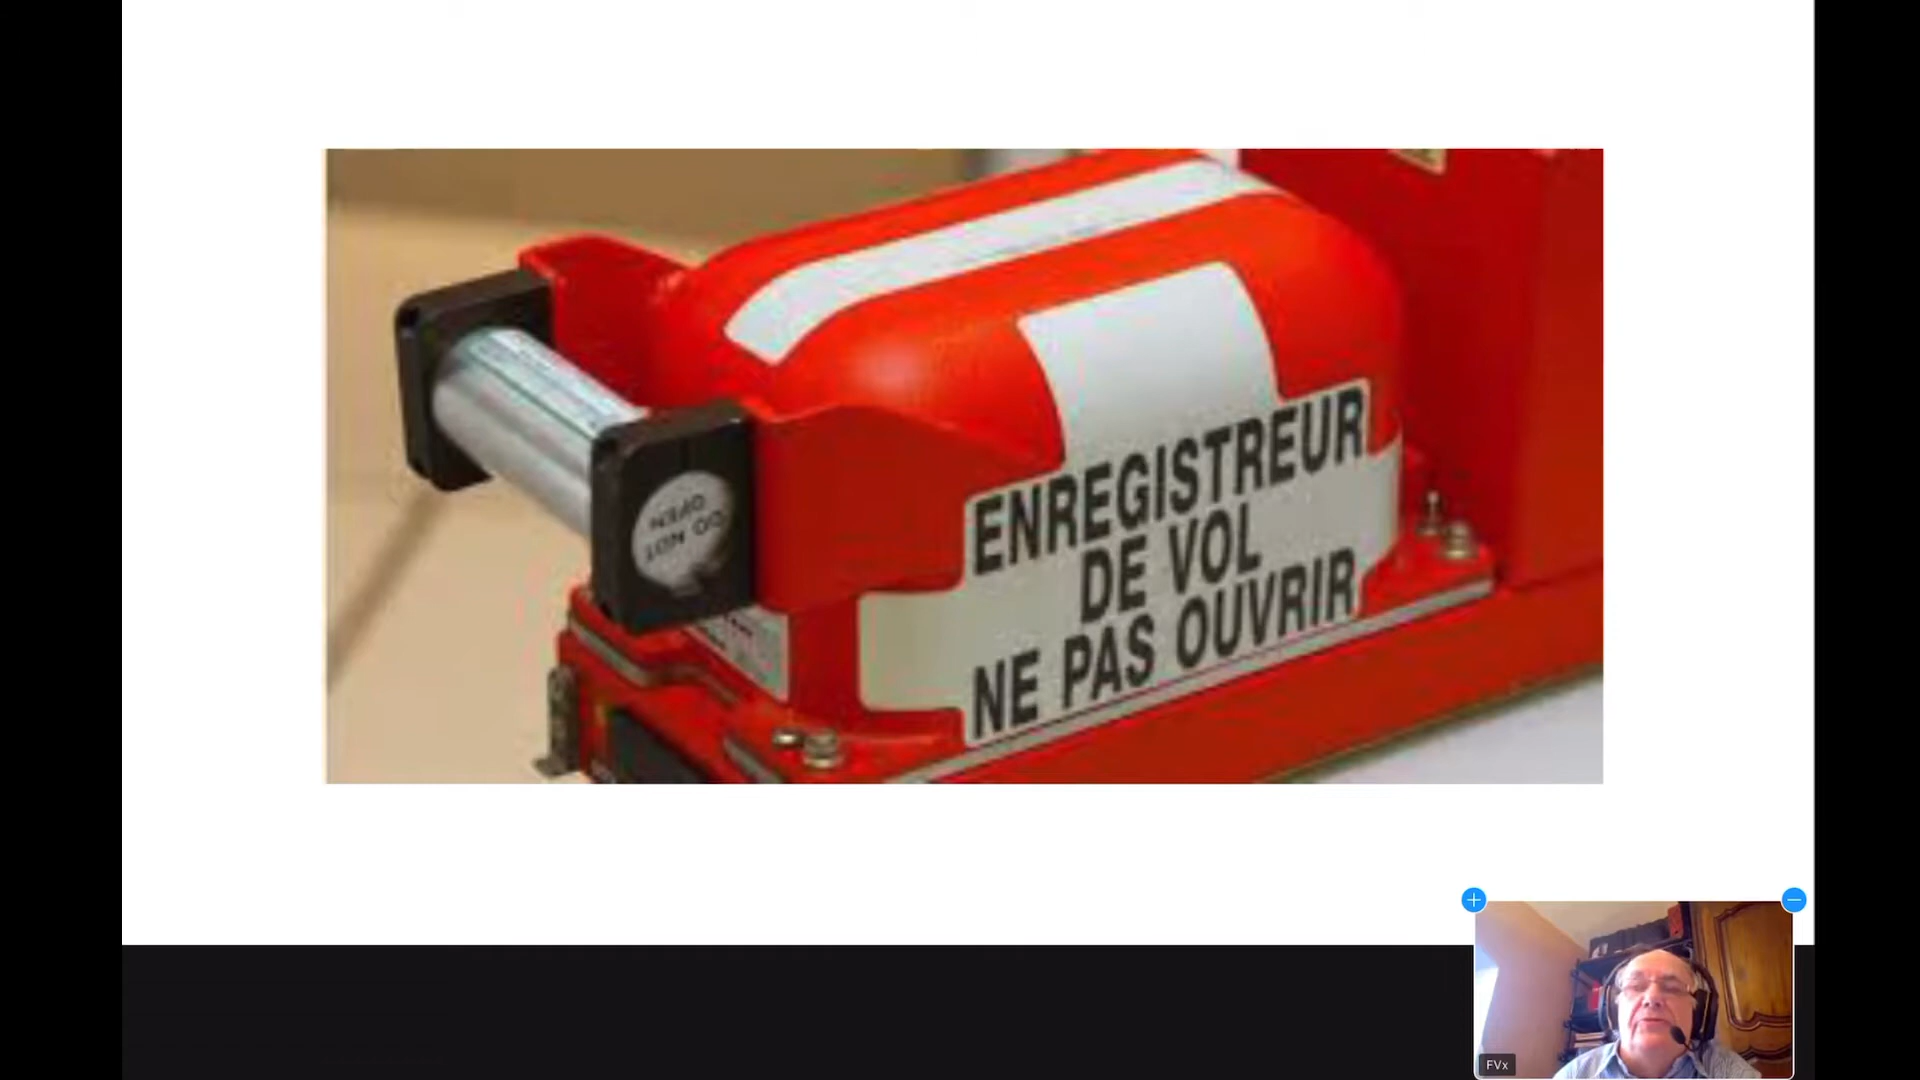 ENREGISTREUR
DE VOL
NE PAS OUVRIR
DO NOT
OPEN
FVx